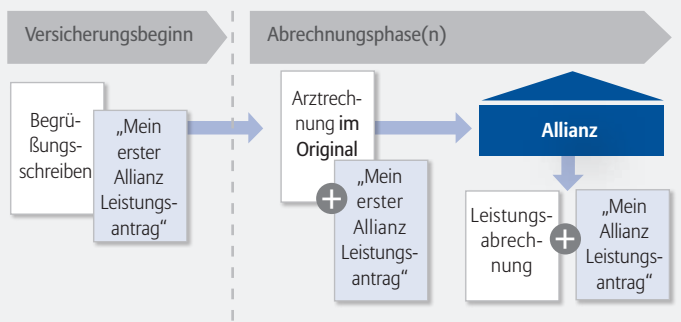 Versicherungsbeginn
Abrechnungsphase(n)
Begrü-
ßungs-
schreiben
„Mein
erster
Allianz
Leistungs-
antrag“
Arztrech-
nung im
Original
„Mein
erster
Allianz
Leistungs-
antrag“
Allianz
Leistungs-
abrech-
nung
„Mein
Allianz
Leistungs-
antrag“